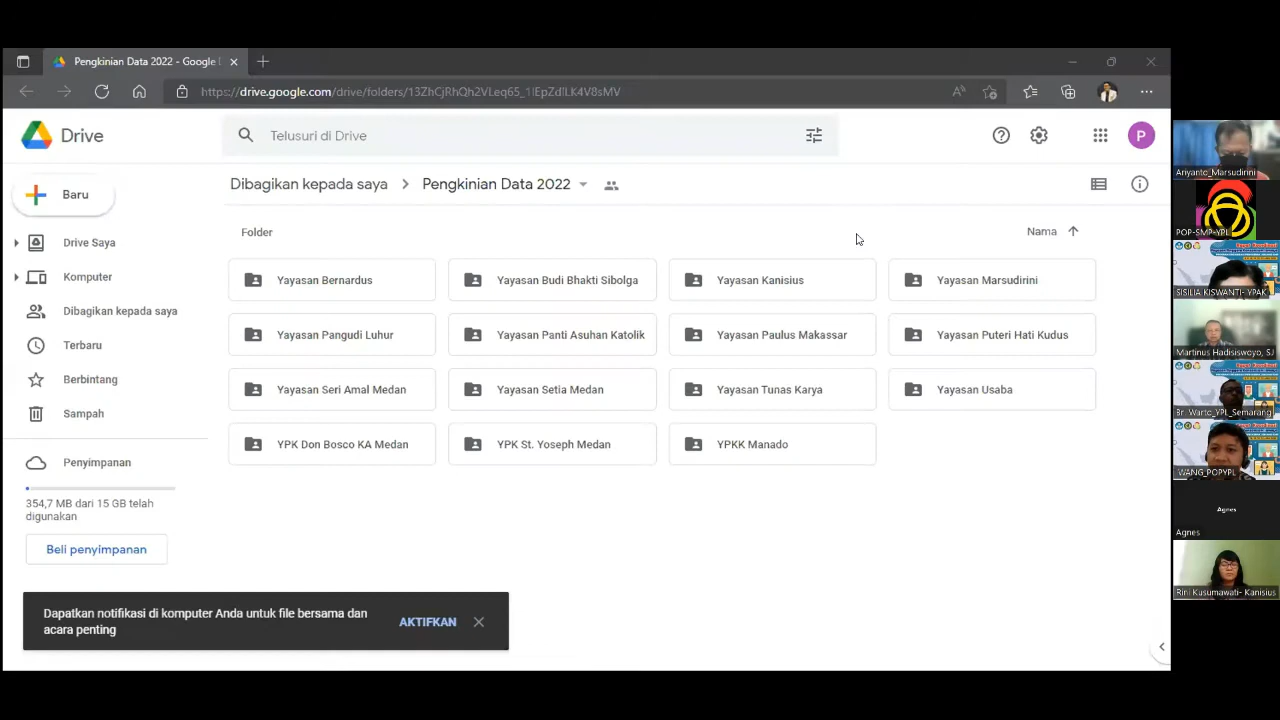 Pengkinian Data 2022 - Google
https://drive.google.com/drive/folders/
Drive
Telusuri di Drive
P
Baru
Dibagikan kepada saya
Pengkinian Data 2022
Drive Saya
Komputer
Dibagikan kepada saya
Terbaru
Berbintang
Sampah
Penyimpanan
354,7 MB dari 15 GB telah
digunakan
Beli penyimpanan
Folder
Nama
Yayasan Bernardus
Yayasan Budi Bhakti Sibolga
Yayasan Kanisius
Yayasan Marsudirini
Yayasan Pangudi Luhur
Yayasan Panti Asuhan Katolik
Yayasan Paulus Makassar
Yayasan Puteri Hati Kudus
Yayasan Seri Amal Medan
Yayasan Setia Medan
Yayasan Tunas Karya
Yayasan Usaba
YPK Don Bosco KA Medan
YPK St. Yoseph Medan
YPKK Manado
Dapatkan notifikasi di komputer Anda untuk file bersama dan
acara penting
AKTIFKAN
Ariyanto_Marsudirini
POP-SMP-YPL
SISILIA KISWANTI- YPAK
Martinus Hadisiswoyo, SJ
Br. Warto_YPL_Semarang
WANG_POPYPL
Agnes
Agnes
Rini Kusumawati- Kanisius